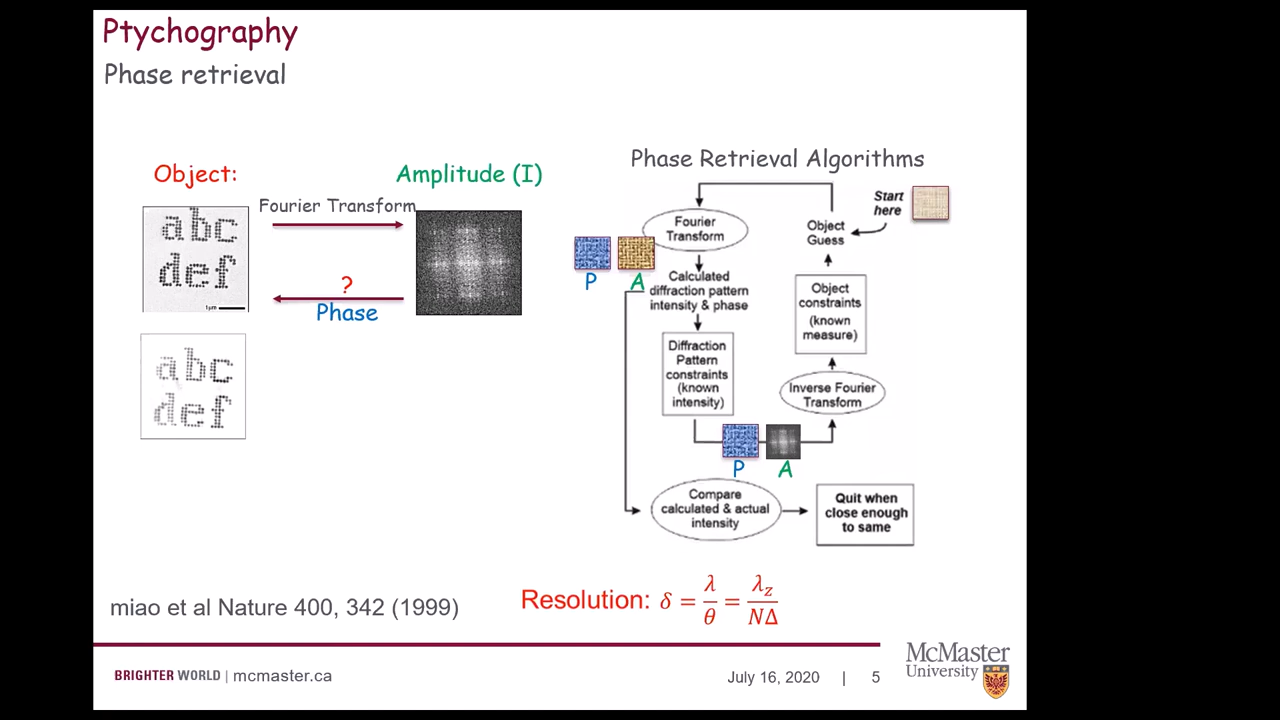 Ptychography
Phase retrieval
Object:
Amplitude (I)
Fourier Transform
abc
def
1μm
?
Phase
abc
def
Phase Retrieval Algorithms
Start
here
Object
Guess
Fourier
Transform
P
A
Calculated
diffraction pattern
intensity & phase
Diffraction
Pattern
constraints
(known
intensity)
Object
constraints
(known
measure)
Inverse Fourier
Transform
P
A
Compare
calculated & actual
intensity
Quit when
close enough
to same
miao et al Nature 400, 342 (1999)
Resolution: δ = λ/θ = λ_z/NΔ
BRIGHTER WORLD | mcmaster.ca
July 16, 2020 | 5
McMaster
University